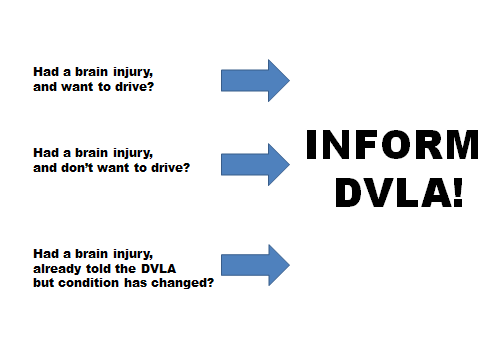 Had a brain injury,
and want to drive?
Had a brain injury,
and don't want to drive?
INFORM
DVLA!
Had a brain injury,
already told the DVLA
but condition has changed?